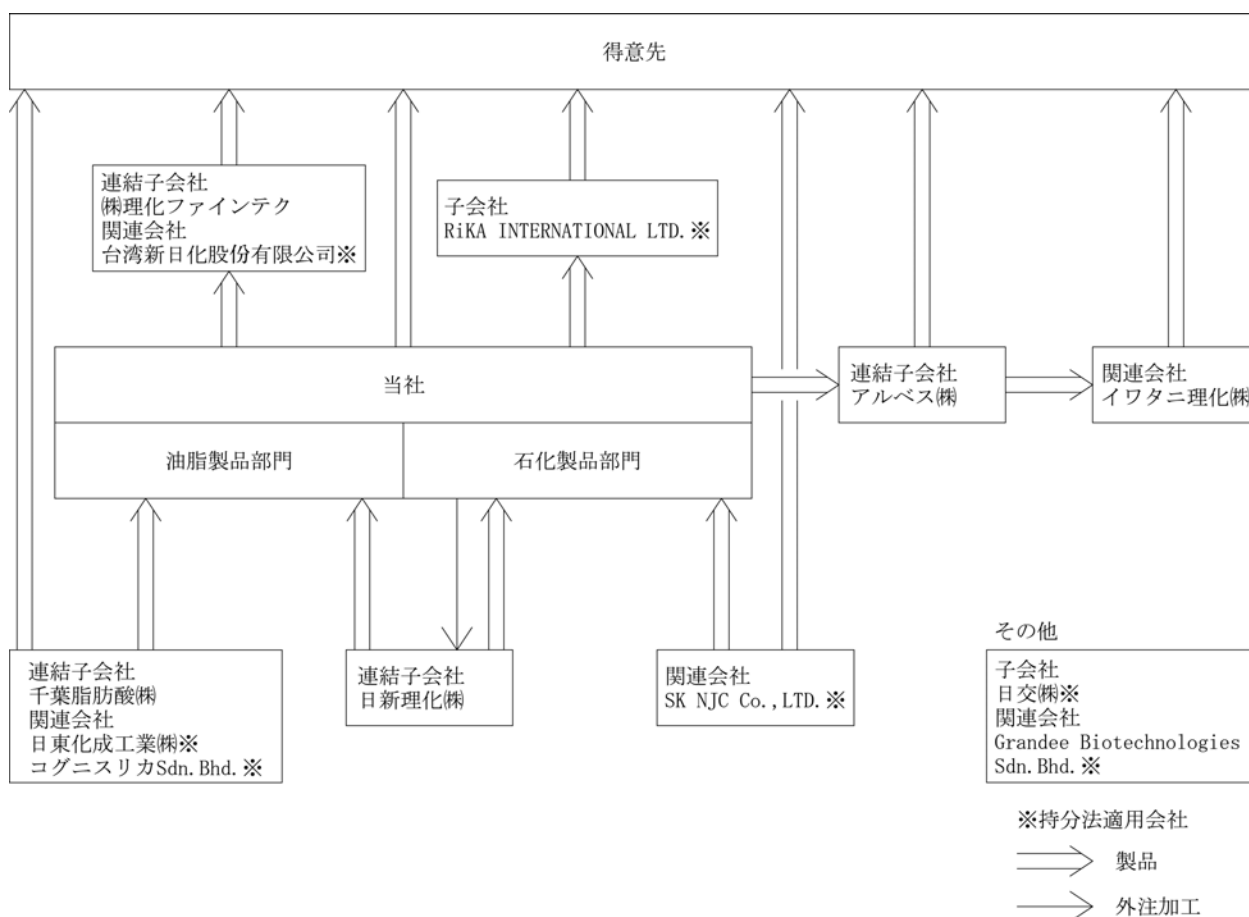 得意先
連結子会社
㈱理化ファインテク
関連会社
台湾新日化股份有限公司※
子会社
RiKA INTERNATIONAL LTD.※
当社
油脂製品部門
石化製品部門
連結子会社
アルベス㈱
関連会社
イワタニ理化㈱
連結子会社
千葉脂肪酸㈱
関連会社
日東化成工業㈱※
コグニスリカSdn.Bhd.※
連結子会社
日新理化㈱
関連会社
SK NJC Co.,LTD.※
その他
子会社
日交㈱※
関連会社
Grandee Biotechnologies
Sdn.Bhd.※
※持分法適用会社
製品
外注加工